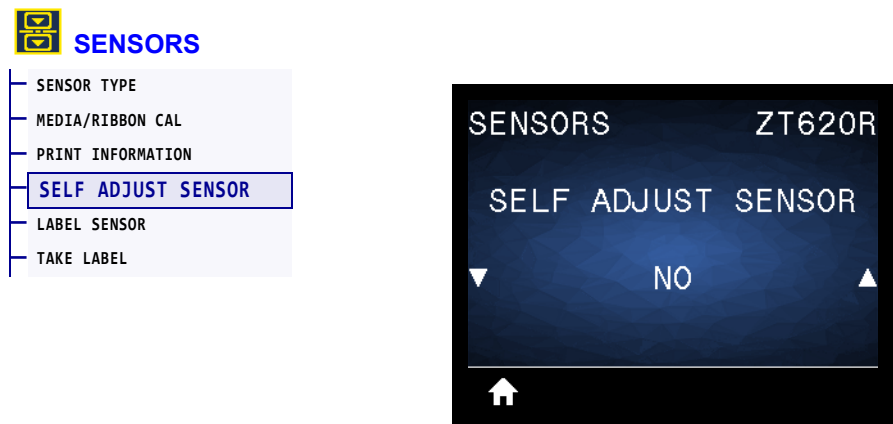 SENSORS
SENSOR TYPE
MEDIA/RIBBON CAL
PRINT INFORMATION
SELF ADJUST SENSOR
LABEL SENSOR
TAKE LABEL
SENSORS ZT620R
SELF ADJUST SENSOR
NO